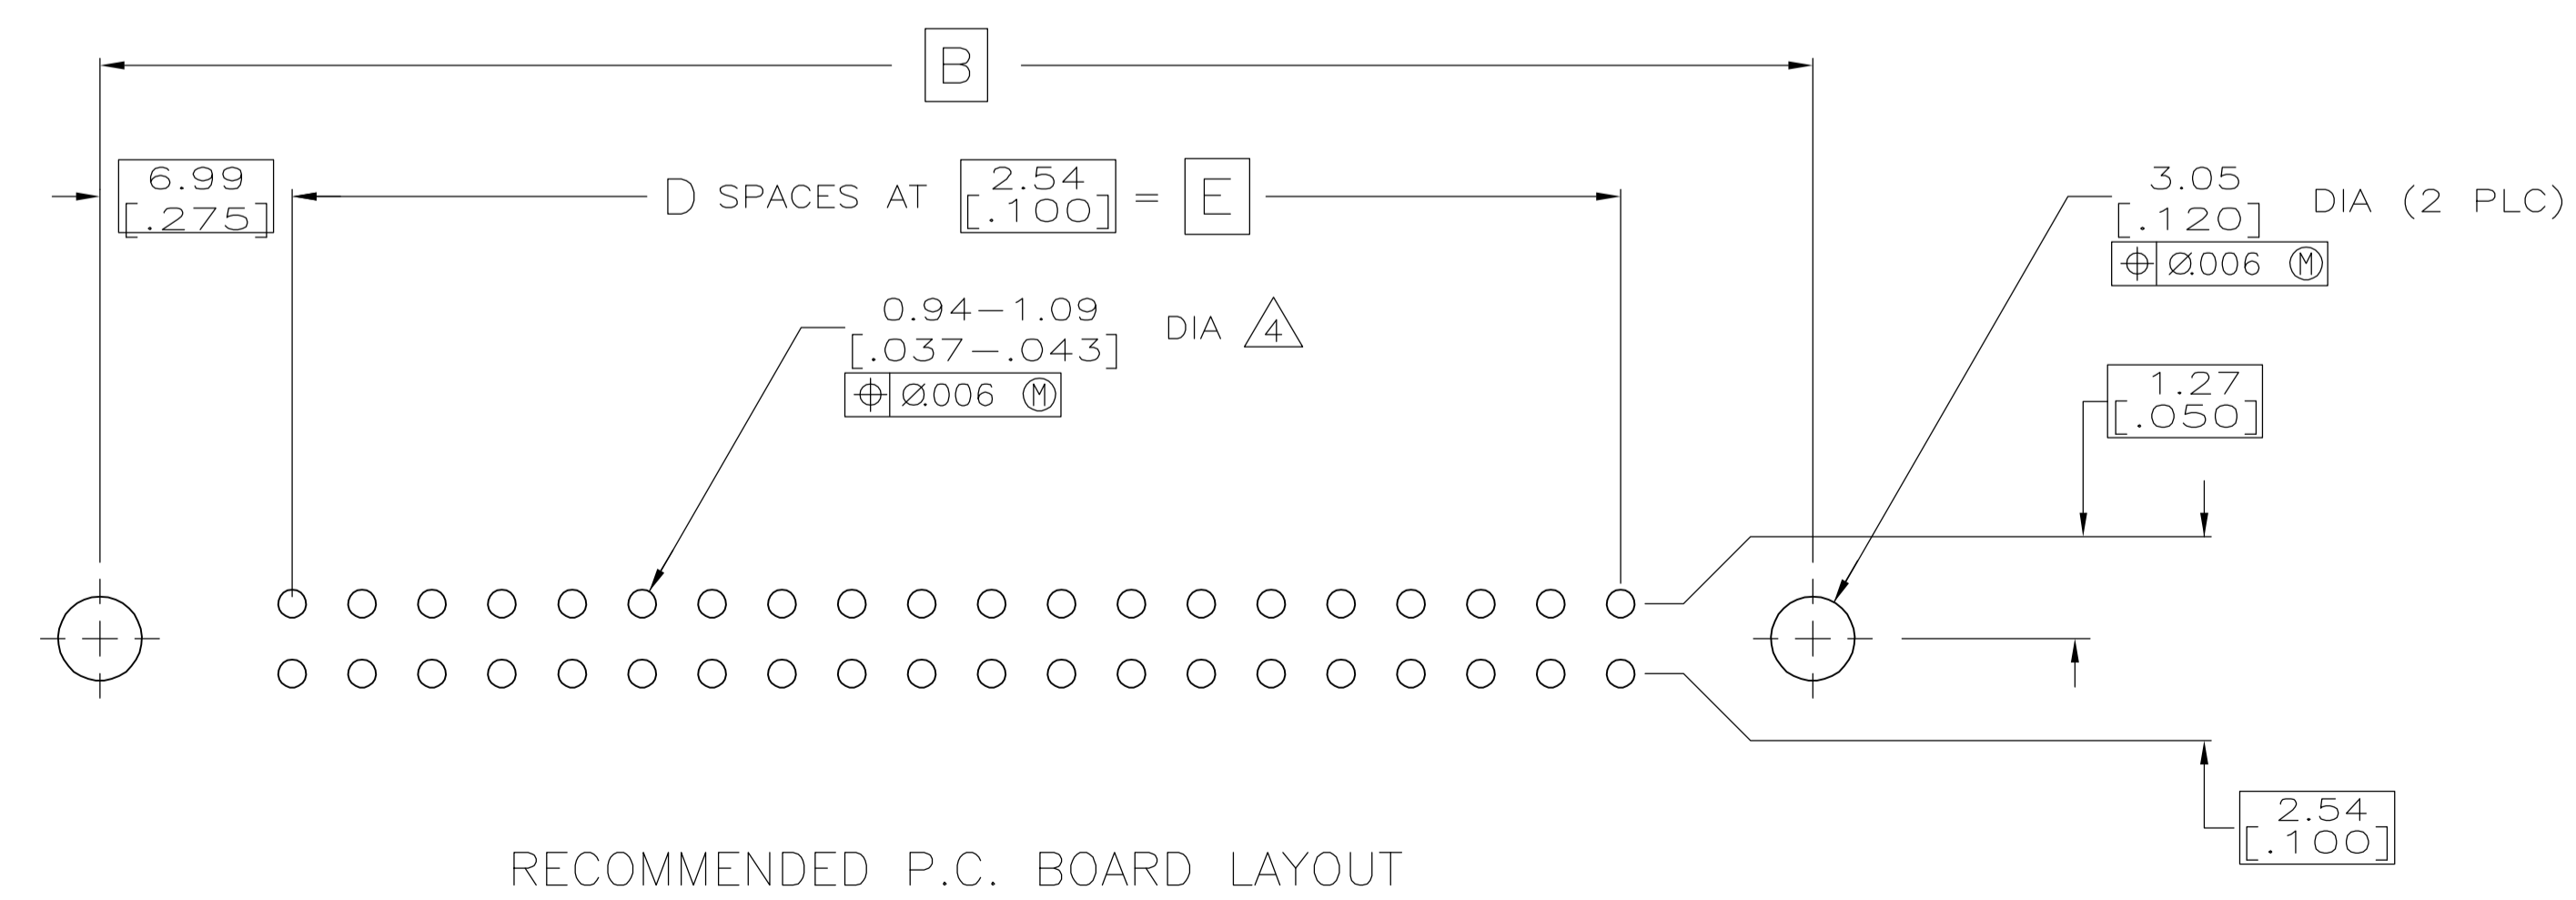 B
6.99
[.275]
D SPACES AT 2.54 [.100] = E
3.05
[.120] DIA (2 PLC)
⌖ Ø.006 Ⓜ
0.94-1.09
[.037-.043] DIA 4
⌖ Ø.006 Ⓜ
1.27
[.050]
2.54
[.100]
RECOMMENDED P.C. BOARD LAYOUT